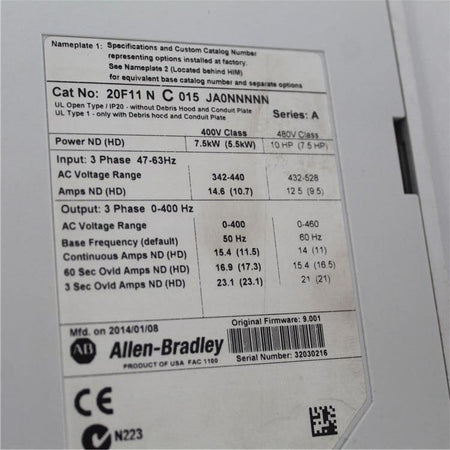 Nameplate 1: Specifications and Custom Catalog Number
representing options installed at factory.
See Nameplate 2 (Located behind HIM)
for equivalent base catalog number and separate options
Cat No: 20F11 N C 015 JA0NNNNN
UL Open Type / IP20 - without Debris Hood and Conduit Plate
UL Type 1 - only with Debris hood and Conduit Plate
Series: A
400V Class 480V Class
Power ND (HD) 7.5kW (5.5kW) 10 HP (7.5 HP)
Input: 3 Phase 47-63Hz
AC Voltage Range 342-440 432-528
Amps ND (HD) 14.6 (10.7) 12.5 (9.5)
Output: 3 Phase 0-400 Hz
AC Voltage Range 0-400 0-460
Base Frequency (default) 50 Hz 60 Hz
Continuous Amps ND (HD) 15.4 (11.5) 14 (11)
60 Sec Ovld Amps ND (HD) 16.9 (17.3) 15.4 (16.5)
3 Sec Ovld Amps ND (HD) 23.1 (23.1) 21 (21)
Mfd. on 2014/01/08
Original Firmware: 9.001
AB Allen-Bradley
PRODUCT OF USA FAC 1100
Serial Number: 32030216
CE
N223